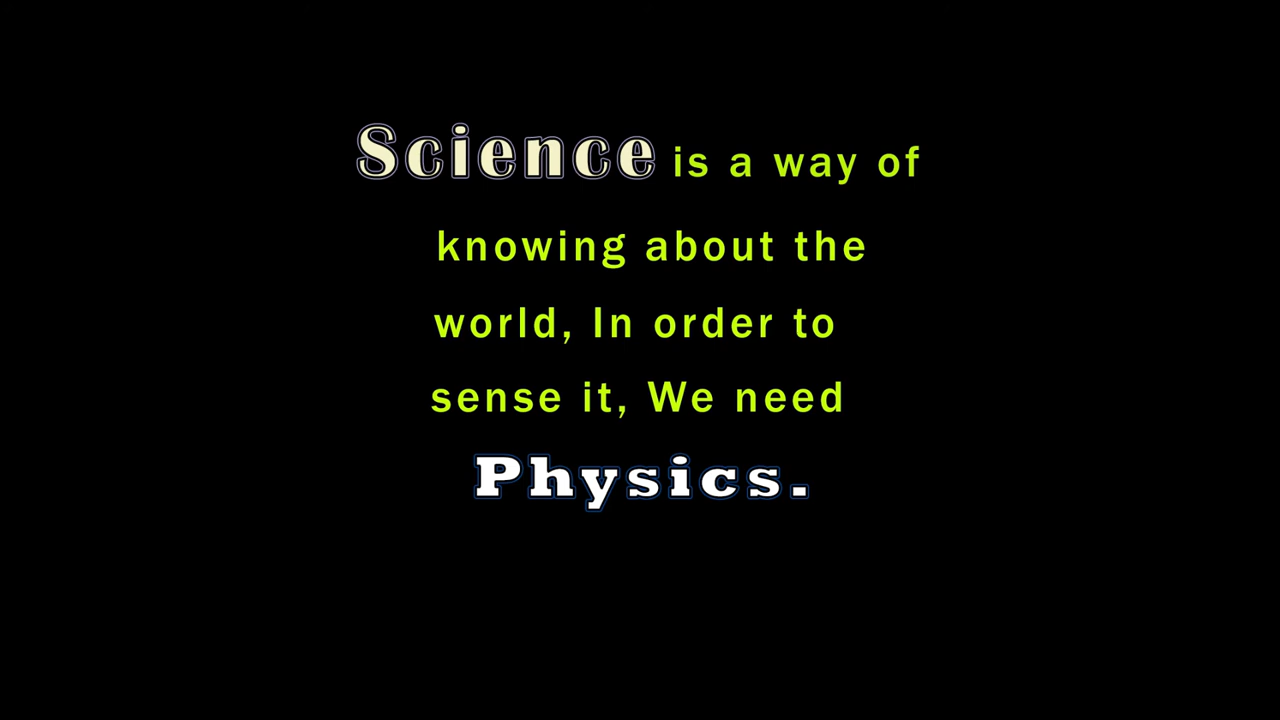 Science is a way of
knowing about the
world, In order to
sense it, We need
Physics.